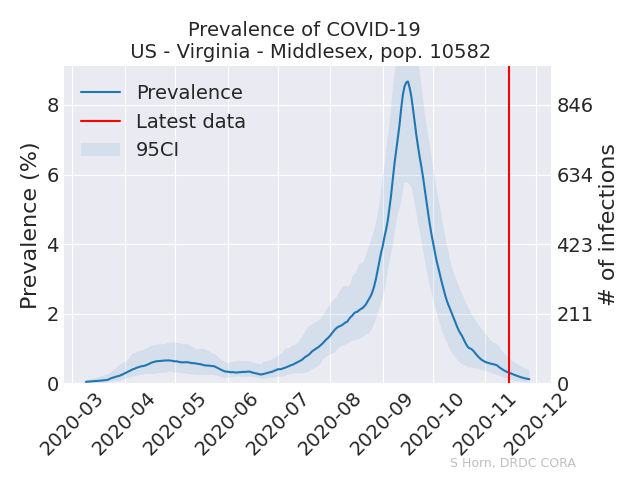 Prevalence of COVID-19
US - Virginia - Middlesex, pop. 10582
Prevalence
Latest data
95CI
Prevalence (%)
8
6
4
2
0
# of infections
846
634
423
211
0
2020-03
2020-04
2020-05
2020-06
2020-07
2020-08
2020-09
2020-10
2020-11
2020-12
S Horn, DRDC CORA